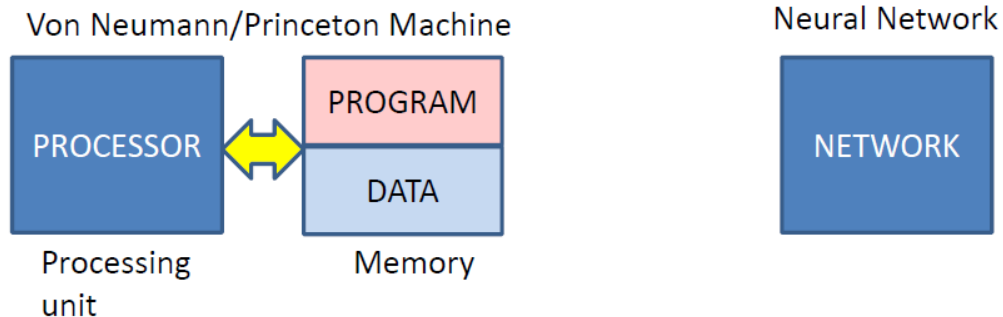 Von Neumann/Princeton Machine
Neural Network
PROCESSOR
PROGRAM
DATA
NETWORK
Processing
unit
Memory